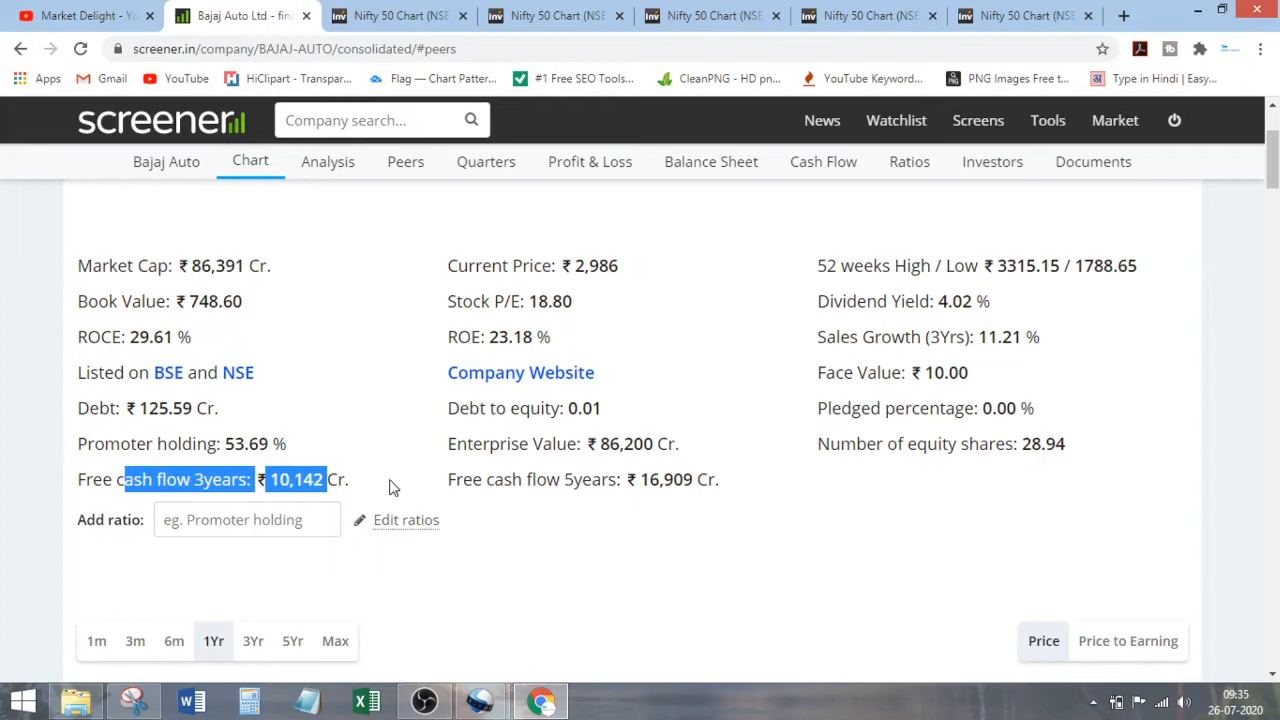 Market Delight - Yo
Bajaj Auto Ltd - fina
Nifty 50 Chart (NSE
Nifty 50 Chart (NSE
Nifty 50 Chart (NSE
Nifty 50 Chart (NSE
Nifty 50 Chart (NSE
screener.in/company/BAJAJ-AUTO/consolidated/#peers
Apps
Gmail
YouTube
HiClipart - Transpar...
Flag — Chart Patter...
#1 Free SEO Tools...
CleanPNG - HD pn...
YouTube Keyword...
PNG Images Free t...
Type in Hindi | Easy...
screener
Company search...
News
Watchlist
Screens
Tools
Market
Bajaj Auto
Chart
Analysis
Peers
Quarters
Profit & Loss
Balance Sheet
Cash Flow
Ratios
Investors
Documents
Market Cap: ₹ 86,391 Cr.
Current Price: ₹ 2,986
52 weeks High / Low ₹ 3315.15 / 1788.65
Book Value: ₹ 748.60
Stock P/E: 18.80
Dividend Yield: 4.02 %
ROCE: 29.61 %
ROE: 23.18 %
Sales Growth (3Yrs): 11.21 %
Listed on BSE and NSE
Company Website
Face Value: ₹ 10.00
Debt: ₹ 125.59 Cr.
Debt to equity: 0.01
Pledged percentage: 0.00 %
Promoter holding: 53.69 %
Enterprise Value: ₹ 86,200 Cr.
Number of equity shares: 28.94
Free cash flow 3years: ₹ 10,142 Cr.
Free cash flow 5years: ₹ 16,909 Cr.
Add ratio:
eg. Promoter holding
Edit ratios
1m
3m
6m
1Yr
3Yr
5Yr
Max
Price
Price to Earning
09:35
26-07-2020